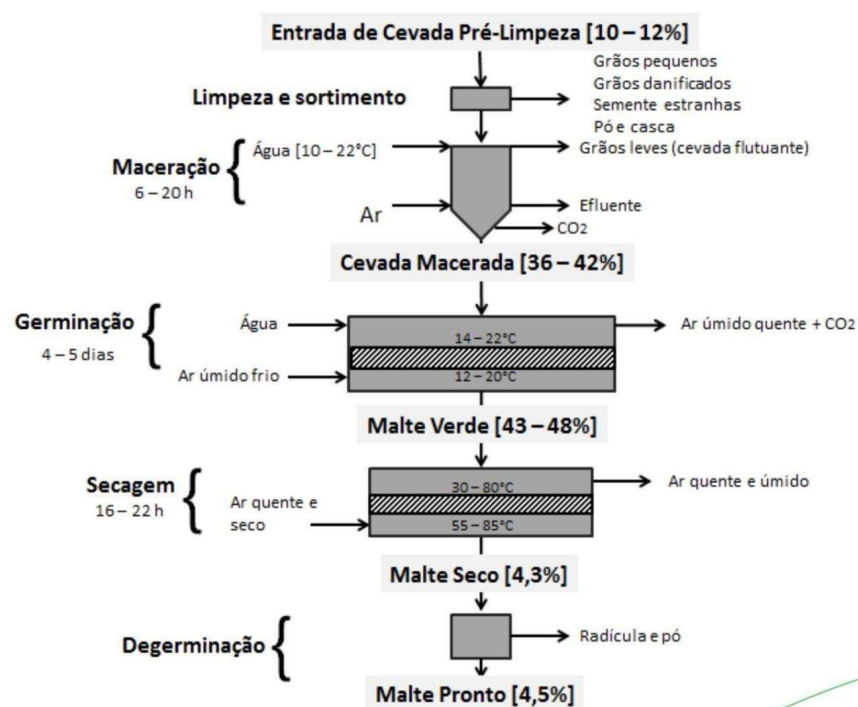 Entrada de Cevada Pré-Limpeza [10 – 12%]
Grãos pequenos
Grãos danificados
Semente estranhas
Pó e casca
Limpeza e sortimento
Água [10 – 22°C]
Grãos leves (cevada flutuante)
Maceração
6 – 20 h
Ar
Efluente
CO2
Cevada Macerada [36 – 42%]
Germinação
4 – 5 dias
Água
Ar úmido quente + CO2
14 – 22°C
Ar úmido frio
12 – 20°C
Malte Verde [43 – 48%]
Secagem
16 – 22 h
30 – 80°C
Ar quente e úmido
Ar quente e
seco
55 – 85°C
Malte Seco [4,3%]
Degerminação
Radícula e pó
Malte Pronto [4,5%]